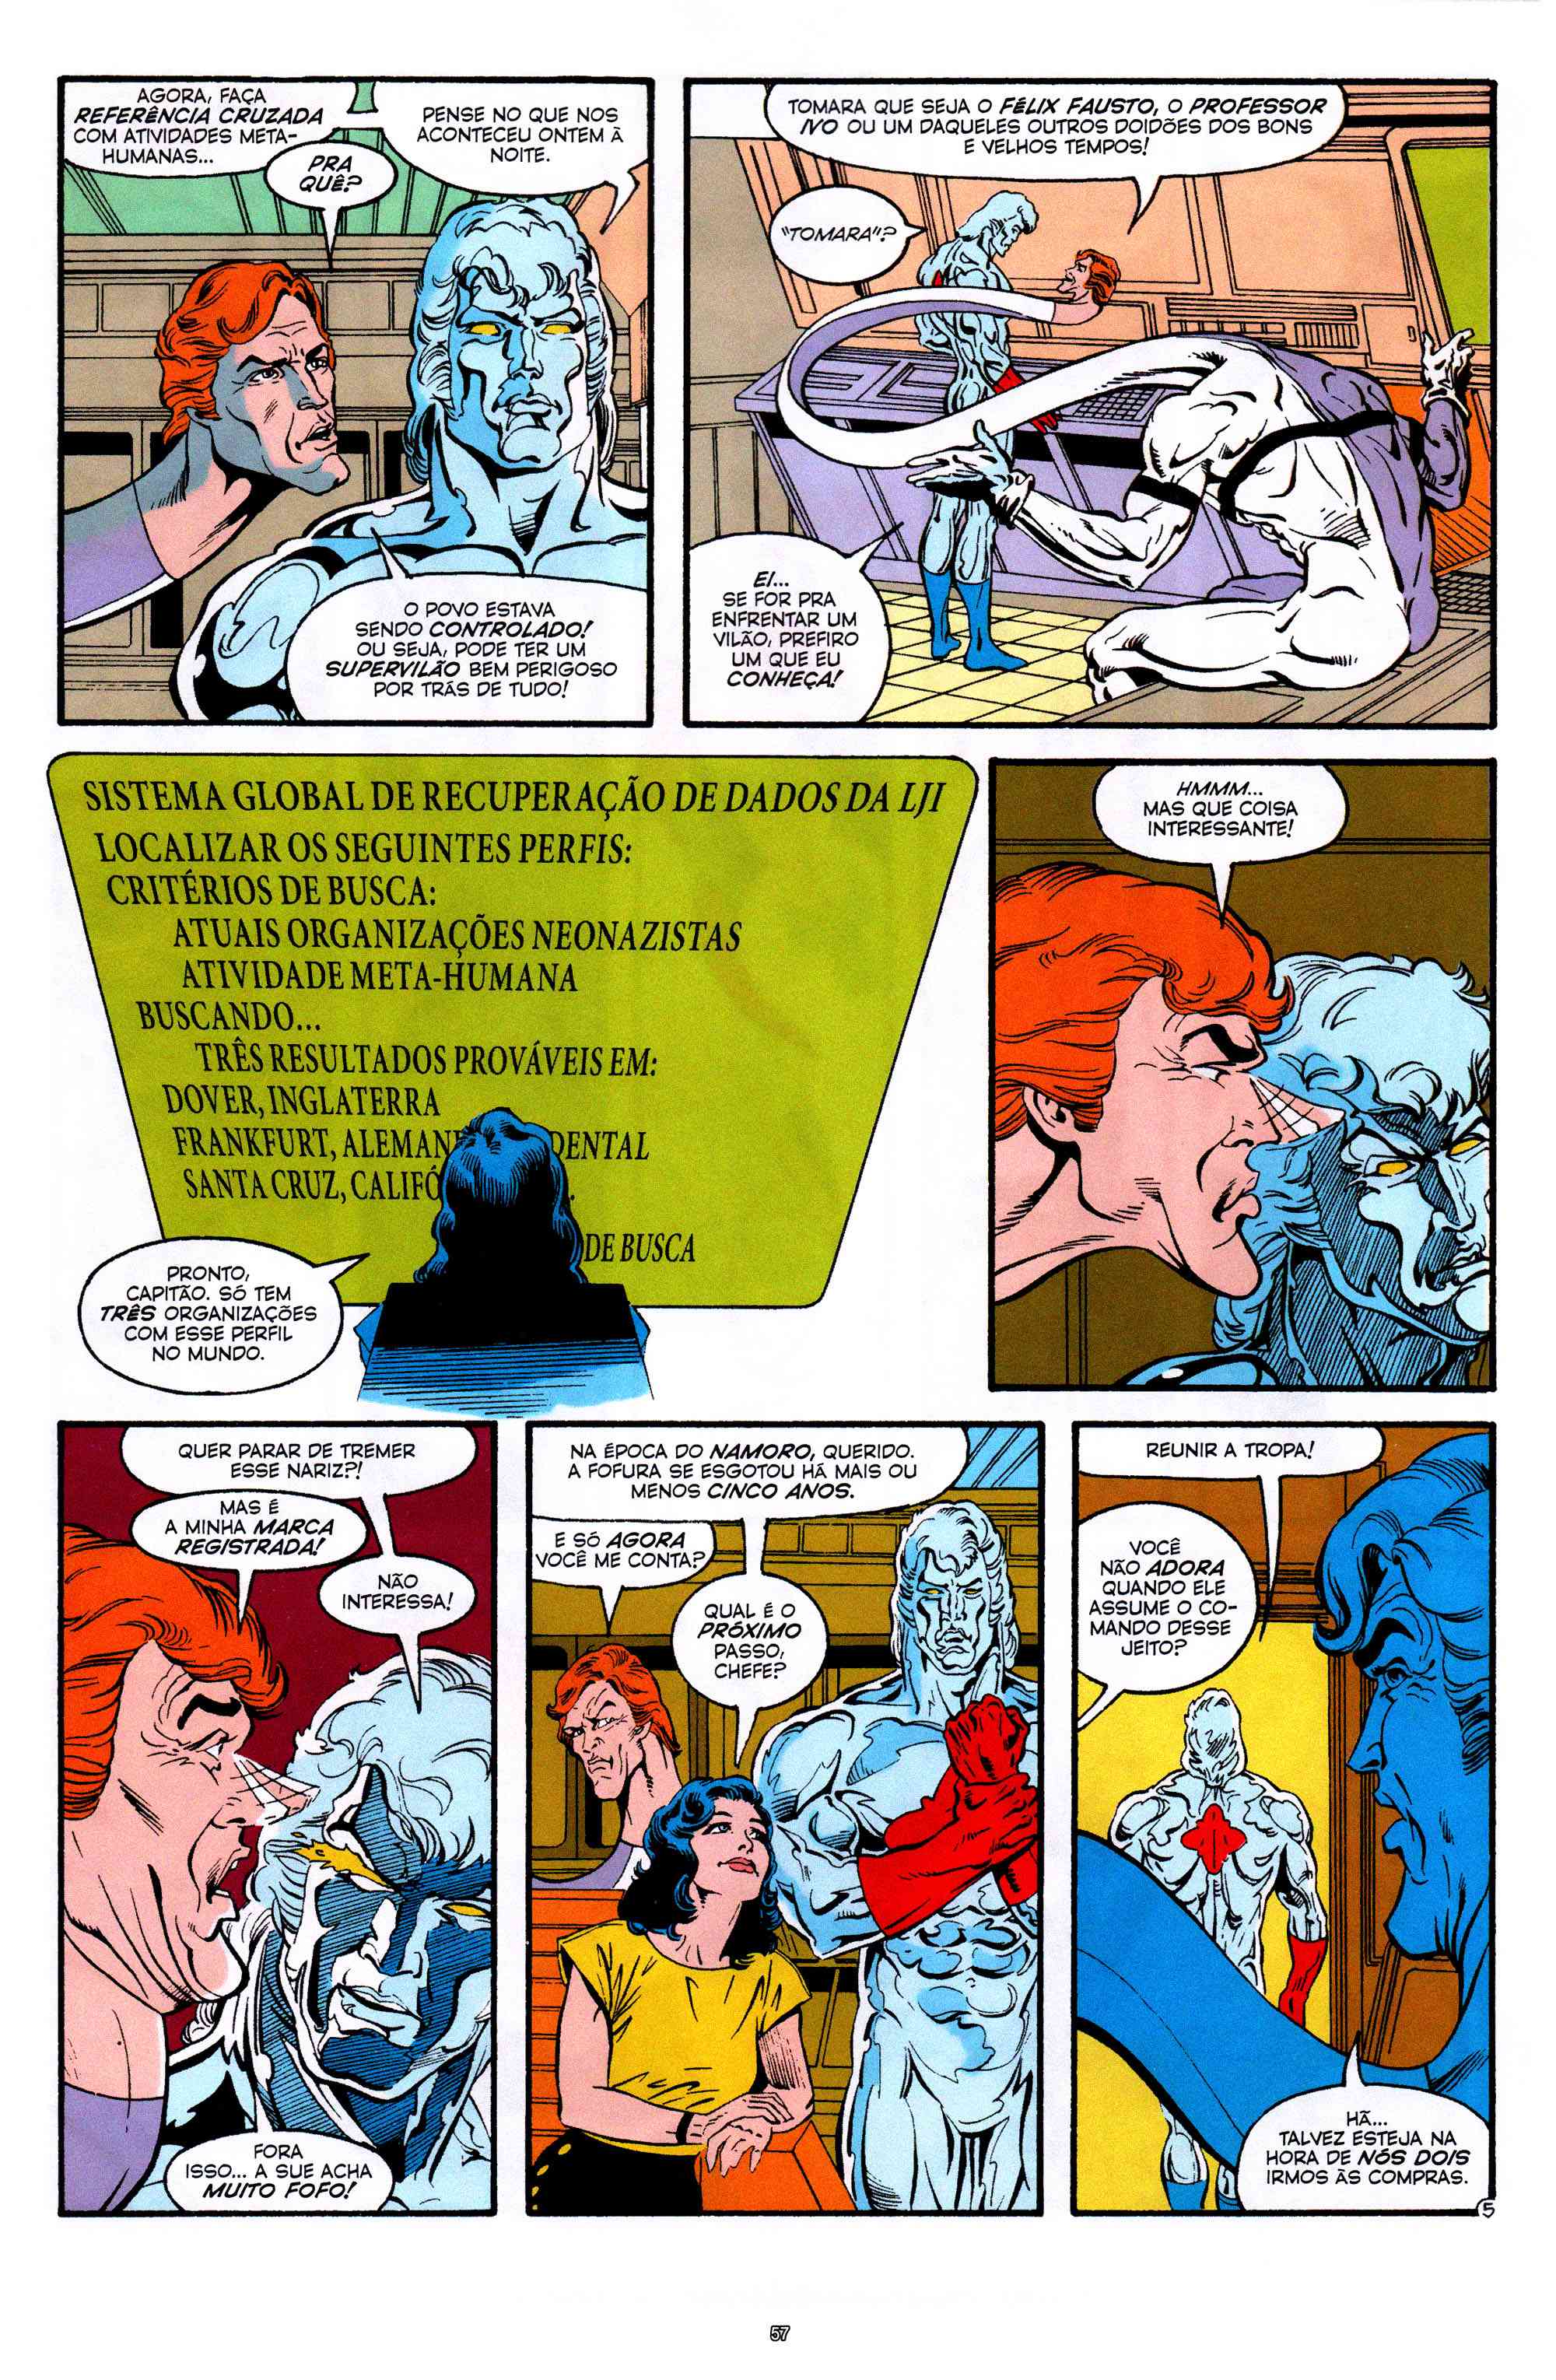 AGORA, FAÇA
REFERÊNCIA CRUZADA
COM ATIVIDADES META-
HUMANAS...
PRA
QUÊ?
PENSE NO QUE NOS
ACONTECEU ONTEM À
NOITE.
O POVO ESTAVA
SENDO CONTROLADO!
OU SEJA, PODE TER UM
SUPERVILÃO BEM PERIGOSO
POR TRÁS DE TUDO!
TOMARA QUE SEJA O FÉLIX FAUSTO, O PROFESSOR
IVO OU UM DAQUELES OUTROS DOIDÕES DOS BONS
E VELHOS TEMPOS!
"TOMARA"?
EI...
SE FOR PRA
ENFRENTAR UM
VILÃO, PREFIRO
UM QUE EU
CONHEÇA!
SISTEMA GLOBAL DE RECUPERAÇÃO DE DADOS DA LJI
LOCALIZAR OS SEGUINTES PERFIS:
CRITÉRIOS DE BUSCA:
ATUAIS ORGANIZAÇÕES NEONAZISTAS
ATIVIDADE META-HUMANA
BUSCANDO...
TRÊS RESULTADOS PROVÁVEIS EM:
DOVER, INGLATERRA
FRANKFURT, ALEMAN DENTAL
SANTA CRUZ, CALIFÓ .
DE BUSCA
PRONTO,
CAPITÃO. SÓ TEM
TRÊS ORGANIZAÇÕES
COM ESSE PERFIL
NO MUNDO.
HMMM...
MAS QUE COISA
INTERESSANTE!
QUER PARAR DE TREMER
ESSE NARIZ?!
MAS É
A MINHA MARCA
REGISTRADA!
NÃO
INTERESSA!
FORA
ISSO... A SUE ACHA
MUITO FOFO!
NA ÉPOCA DO NAMORO, QUERIDO.
A FOFURA SE ESGOTOU HÁ MAIS OU
MENOS CINCO ANOS.
E SÓ AGORA
VOCÊ ME CONTA?
QUAL É O
PRÓXIMO
PASSO,
CHEFE?
REUNIR A TROPA!
VOCÊ
NÃO ADORA
QUANDO ELE
ASSUME O CO-
MANDO DESSE
JEITO?
HÃ...
TALVEZ ESTEJA NA
HORA DE NÓS DOIS
IRMOS ÀS COMPRAS.
5
57